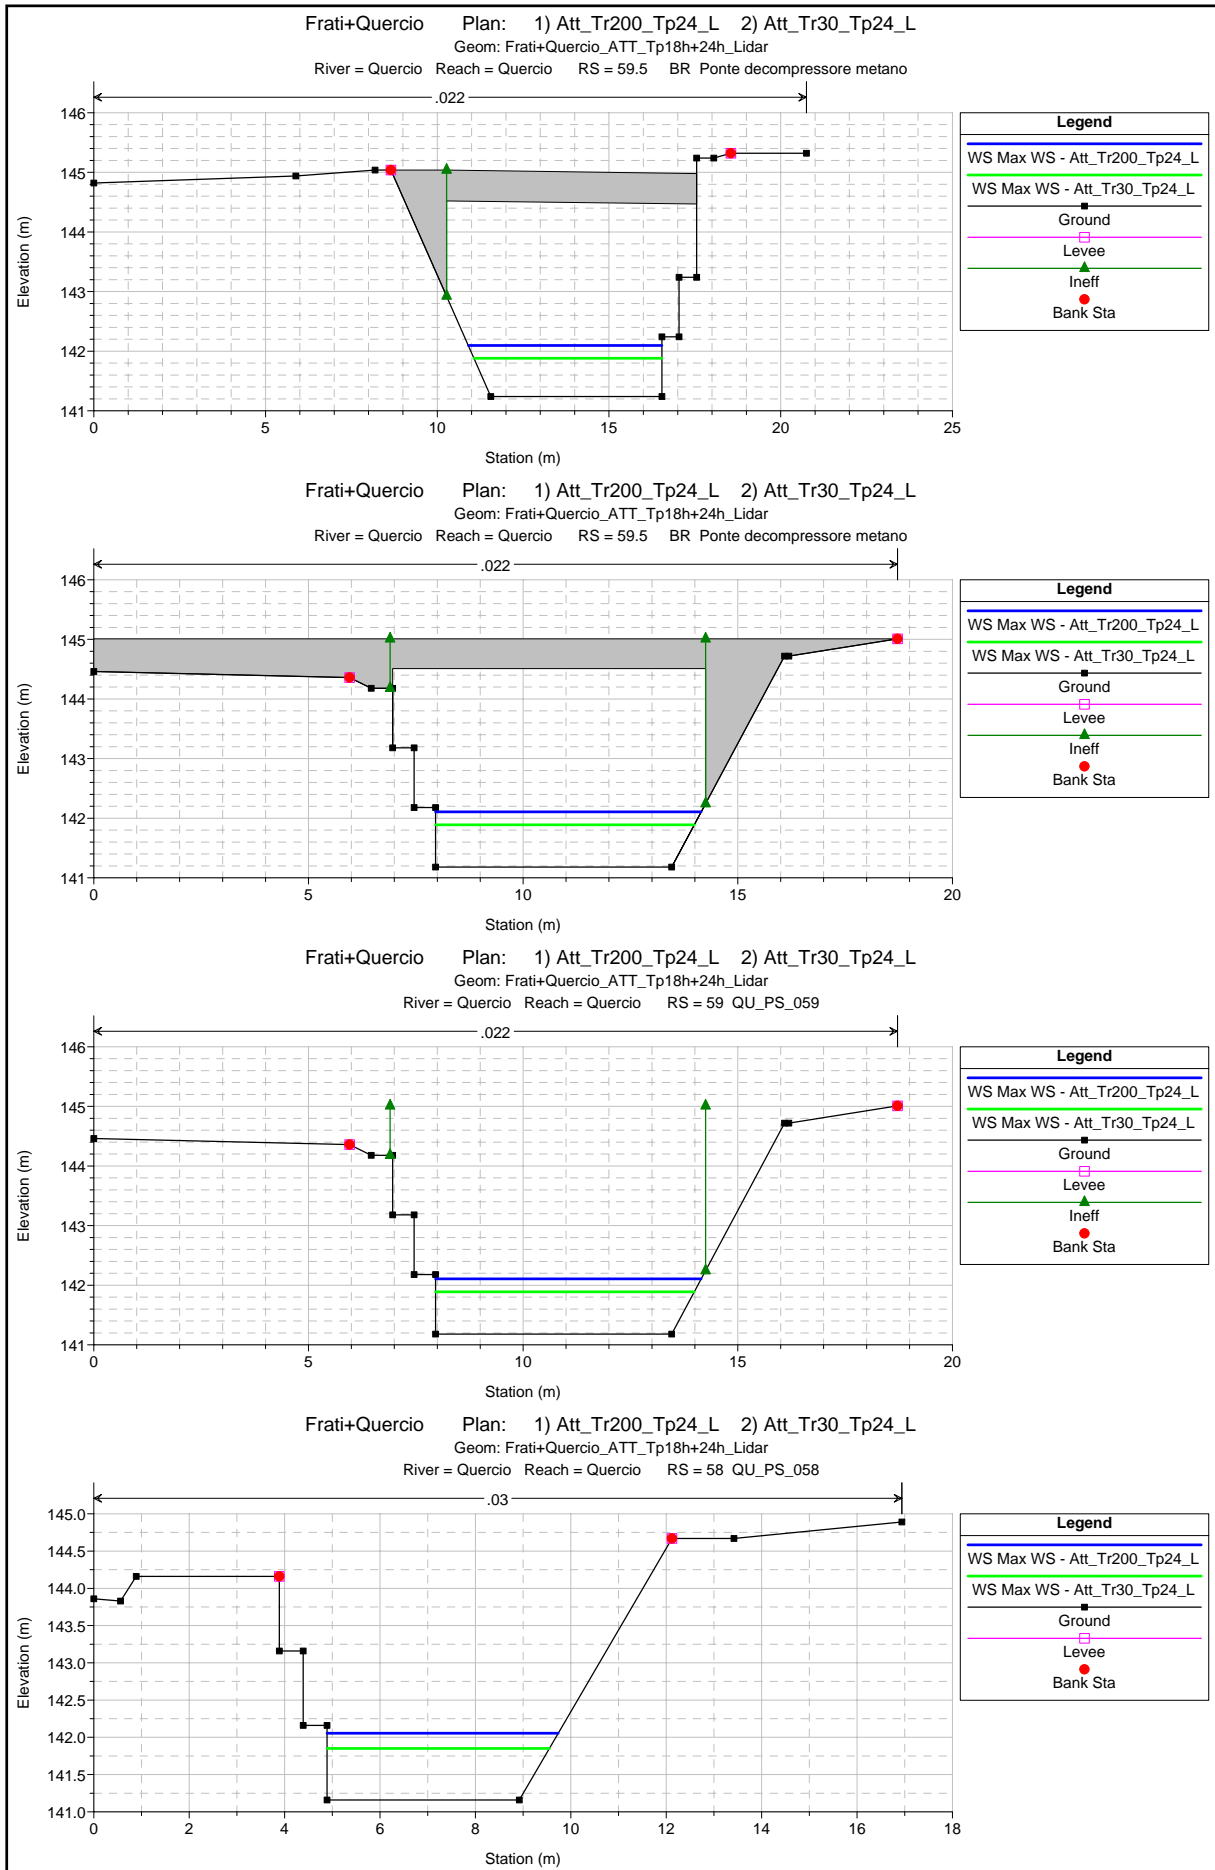 Frati+Quercio Plan: 1) Att_Tr200_Tp24_L 2) Att_Tr30_Tp24_L
Geom: Frati+Quercio_ATT_Tp18h+24h_Lidar
River = Quercio Reach = Quercio RS = 59.5 BR Ponte decompressore metano
.022
146
145
144
143
142
141
Elevation (m)
0 5 10 15 20 25
Station (m)
Legend
WS Max WS - Att_Tr200_Tp24_L
WS Max WS - Att_Tr30_Tp24_L
Ground
Levee
Ineff
Bank Sta
Frati+Quercio Plan: 1) Att_Tr200_Tp24_L 2) Att_Tr30_Tp24_L
Geom: Frati+Quercio_ATT_Tp18h+24h_Lidar
River = Quercio Reach = Quercio RS = 59.5 BR Ponte decompressore metano
.022
146
145
144
143
142
141
Elevation (m)
0 5 10 15 20
Station (m)
Legend
WS Max WS - Att_Tr200_Tp24_L
WS Max WS - Att_Tr30_Tp24_L
Ground
Levee
Ineff
Bank Sta
Frati+Quercio Plan: 1) Att_Tr200_Tp24_L 2) Att_Tr30_Tp24_L
Geom: Frati+Quercio_ATT_Tp18h+24h_Lidar
River = Quercio Reach = Quercio RS = 59 QU_PS_059
.022
146
145
144
143
142
141
Elevation (m)
0 5 10 15 20
Station (m)
Legend
WS Max WS - Att_Tr200_Tp24_L
WS Max WS - Att_Tr30_Tp24_L
Ground
Levee
Ineff
Bank Sta
Frati+Quercio Plan: 1) Att_Tr200_Tp24_L 2) Att_Tr30_Tp24_L
Geom: Frati+Quercio_ATT_Tp18h+24h_Lidar
River = Quercio Reach = Quercio RS = 58 QU_PS_058
.03
145.0
144.5
144.0
143.5
143.0
142.5
142.0
141.5
141.0
Elevation (m)
0 2 4 6 8 10 12 14 16 18
Station (m)
Legend
WS Max WS - Att_Tr200_Tp24_L
WS Max WS - Att_Tr30_Tp24_L
Ground
Levee
Bank Sta